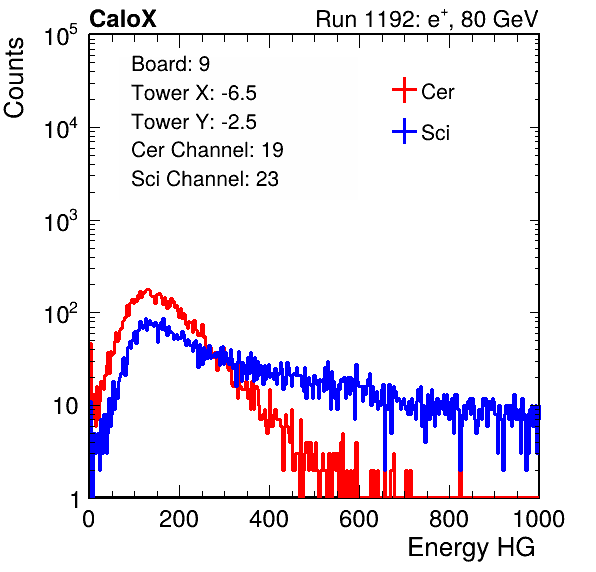 CaloX Run 1192: e⁺, 80 GeV
Counts
10⁵
10⁴
10³
10²
10
1
Board: 9
Tower X: -6.5
Tower Y: -2.5
Cer Channel: 19
Sci Channel: 23
Cer
Sci
0 200 400 600 800 1000
Energy HG